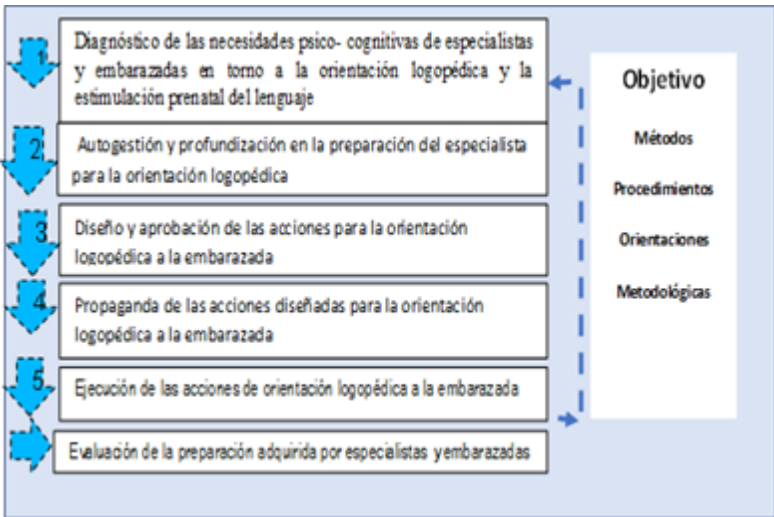 1
Diagnóstico de las necesidades psico- cognitivas de especialistas
y embarazadas en torno a la orientación logopédica y la
estimulación prenatal del lenguaje
2
Autogestión y profundización en la preparación del especialista
para la orientación logopédica
3
Diseño y aprobación de las acciones para la orientación
logopédica a la embarazada
4
Propaganda de las acciones diseñadas para la orientación
logopédica a la embarazada
5
Ejecución de las acciones de orientación logopédica a la embarazada
Evaluación de la preparación adquirida por especialistas yembarazadas
Objetivo
Métodos
Procedimientos
Orientaciones
Metodológicas